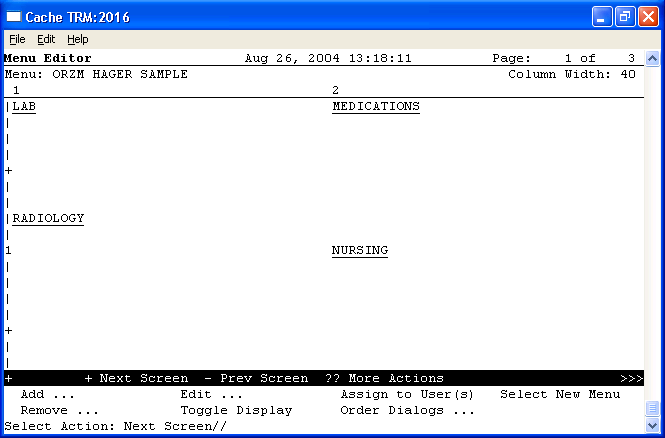 Cache TRM:2016
File Edit Help
Menu Editor Aug 26, 2004 13:18:11 Page: 1 of 3
Menu: ORZM HAGER SAMPLE Column Width: 40
1 2
|LAB MEDICATIONS
|
|
|
+
|
|
|RADIOLOGY
|
1 NURSING
|
|
|
|
+
|
|
+ + Next Screen - Prev Screen ?? More Actions >>>
Add ... Edit ... Assign to User(s) Select New Menu
Remove ... Toggle Display Order Dialogs ...
Select Action: Next Screen//